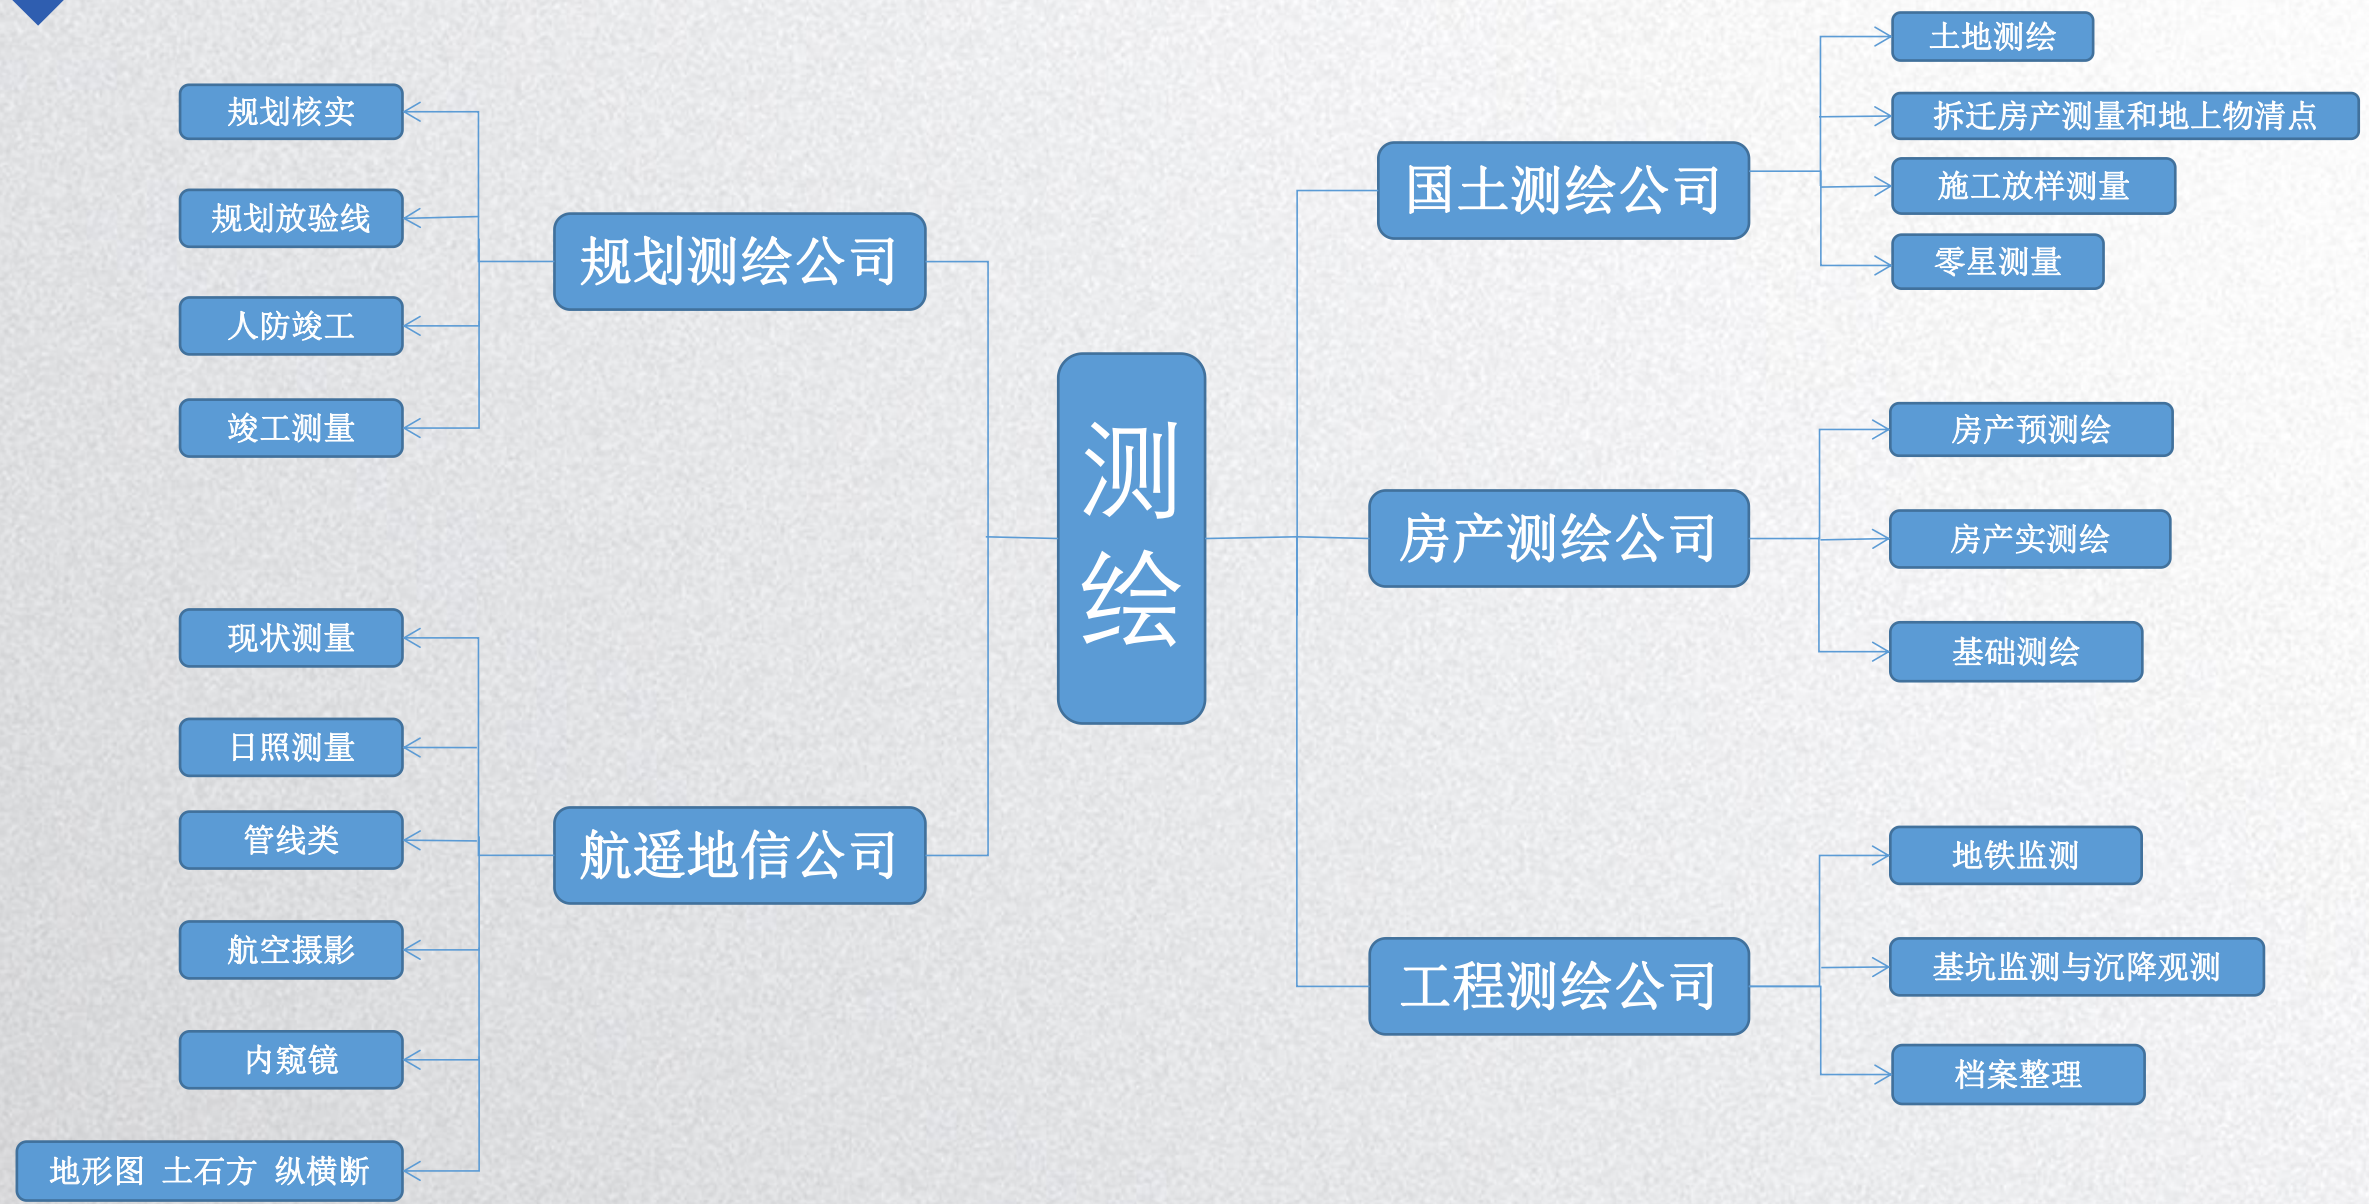 测绘
规划测绘公司
规划核实
规划放验线
人防竣工
竣工测量
航遥地信公司
现状测量
日照测量
管线类
航空摄影
内窥镜
地形图 土石方 纵横断
国土测绘公司
土地测绘
拆迁房产测量和地上物清点
施工放样测量
零星测量
房产测绘公司
房产预测绘
房产实测绘
基础测绘
工程测绘公司
地铁监测
基坑监测与沉降观测
档案整理